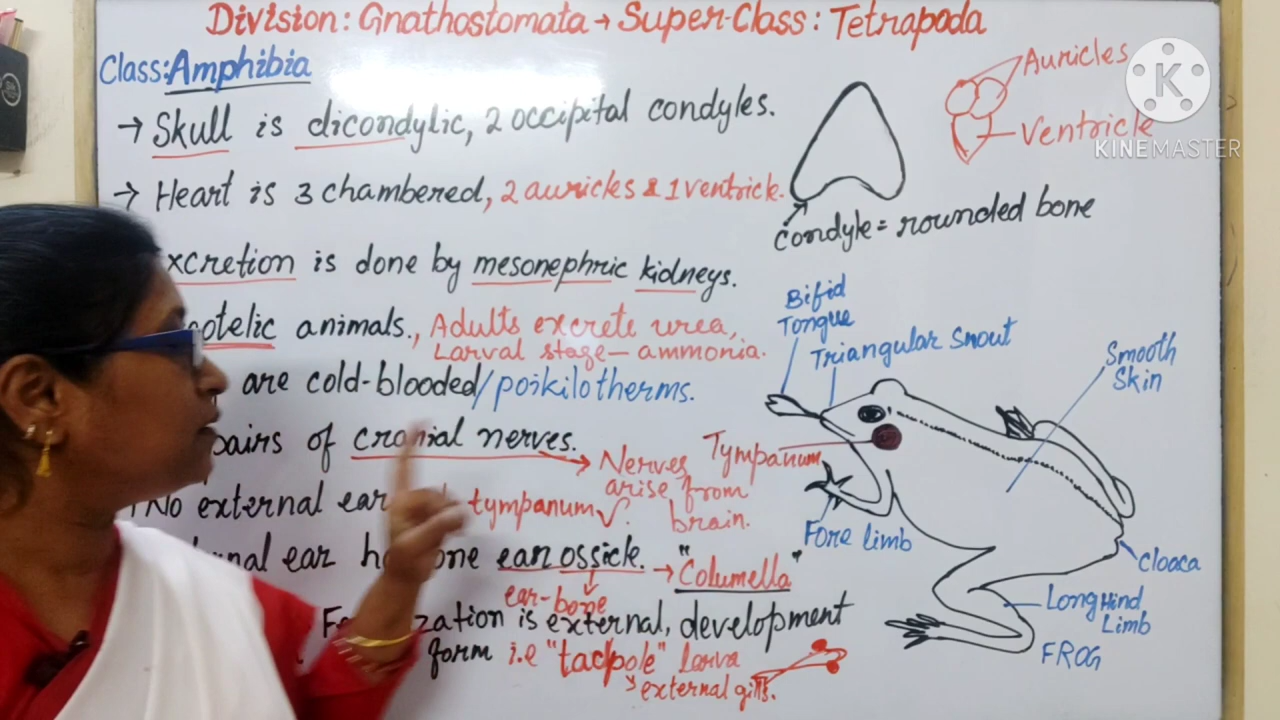 Division: Gnathostomata → Super-Class: Tetrapoda
Class: Amphibia
→ Skull is dicondylic, 2 occipital condyles.
→ Heart is 3 chambered, 2 auricles & 1 ventrick.
xcretion is done by mesonephric kidneys.
otelic animals., Adults excrete urea,
Larval stage— ammonia.
are cold-blooded/poikilotherms.
pairs of cranial nerves.
Nerves arise from brain.
No external ear tympanum ✓.
nal ear one ear ossick. → "Columella"
ear-bone
zation is external, development
form i.e "tadpole" larva
external gills.
Auricles
Ventricle
K
KINEMASTER
Condyle = rounded bone
Bifid
Tongue
Triangular Snout
Smooth
Skin
Tympanum
Fore limb
Cloaca
Long Hind
Limb
FROG